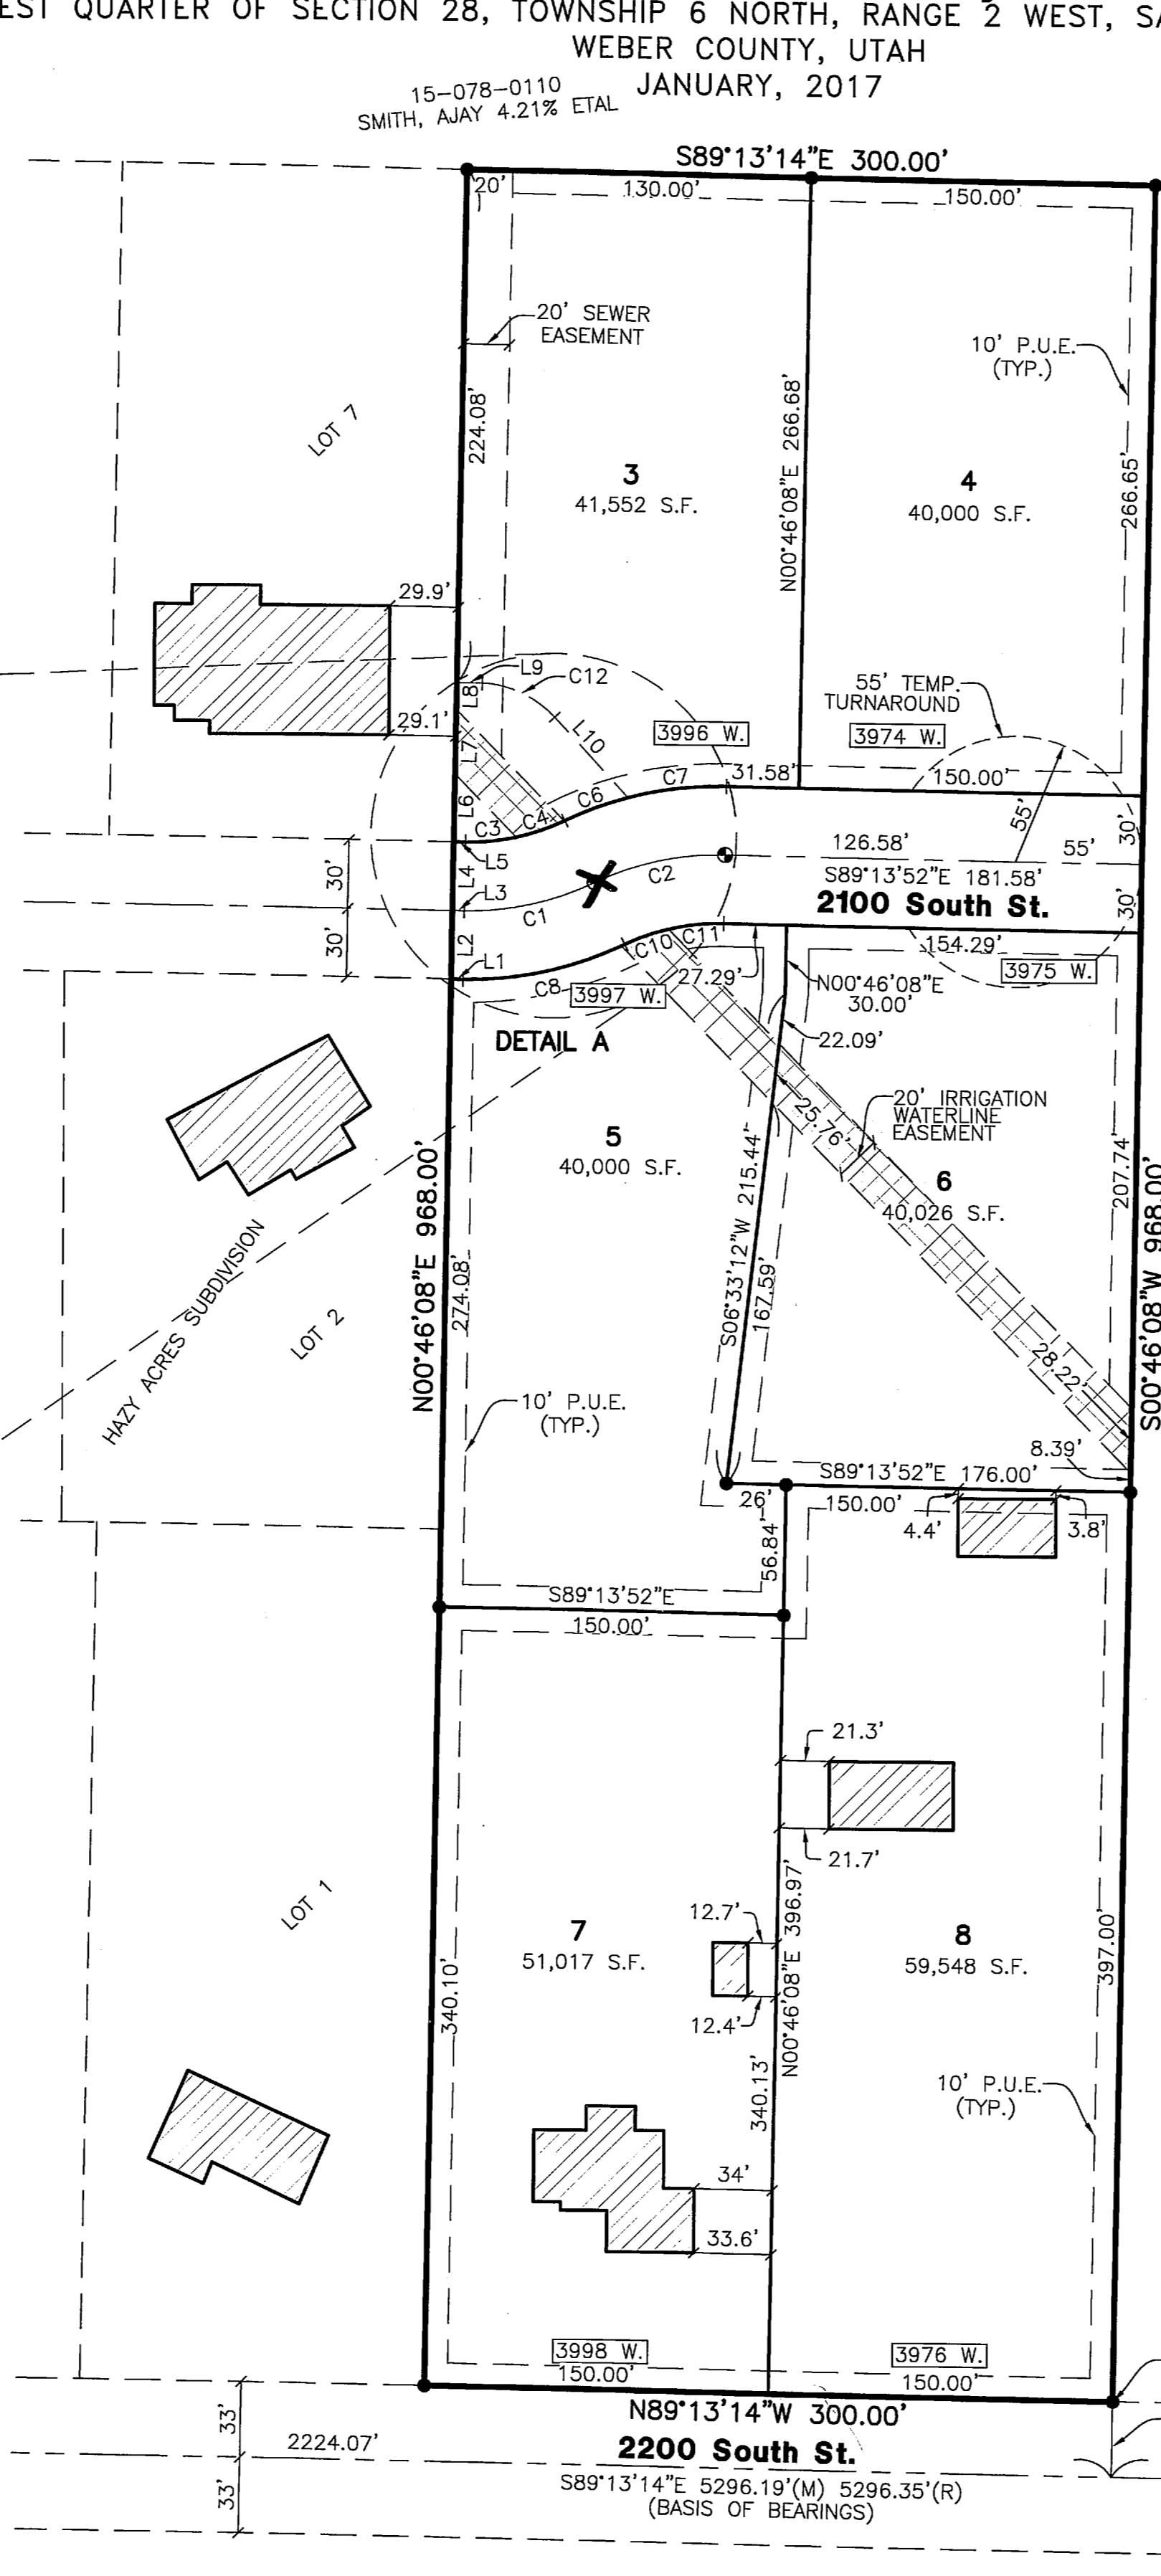 EST QUARTER OF SECTION 28, TOWNSHIP 6 NORTH, RANGE 2 WEST,
WEBER COUNTY, UTAH
JANUARY, 2017
15-078-0110
SMITH, AJAY 4.21% ETAL
S89°13'14"E 300.00'
20'
130.00'
150.00'
20' SEWER
EASEMENT
10' P.U.E.
(TYP.)
LOT 7
224.08'
N00°46'08"E 266.68'
266.65'
3
41,552 S.F.
4
40,000 S.F.
29.9'
29.1'
L9
C12
L8
L10
L7
L6
3996 W.
55' TEMP.
TURNAROUND
3974 W.
C7
31.58'
150.00'
C6
C4
C3
55'
30'
L5
126.58'
55'
30'
L4
C2
S89°13'52"E 181.58'
L3
C1
2100 South St.
30'
30'
L2
L1
C10
C11
154.29'
27.29'
3975 W.
C8
3997 W.
N00°46'08"E
30.00'
DETAIL A
22.09'
25.76'
20' IRRIGATION
WATERLINE
EASEMENT
5
40,000 S.F.
6
40,026 S.F.
207.74'
S00°46'08"W 968.00'
N00°46'08"E 968.00'
274.08'
S06°33'12"W 215.44'
167.59'
HAZY ACRES SUBDIVISION
LOT 2
28.22'
10' P.U.E.
(TYP.)
8.39'
S89°13'52"E 176.00'
26'
150.00'
4.4'
3.8'
56.84'
S89°13'52"E
150.00'
21.3'
21.7'
LOT 1
7
51,017 S.F.
12.7'
12.4'
N00°46'08"E 396.97'
8
59,548 S.F.
397.00'
340.10'
340.13'
10' P.U.E.
(TYP.)
34'
33.6'
3998 W.
150.00'
3976 W.
150.00'
N89°13'14"W 300.00'
33'
2224.07'
2200 South St.
33'
S89°13'14"E 5296.19'(M) 5296.35'(R)
(BASIS OF BEARINGS)